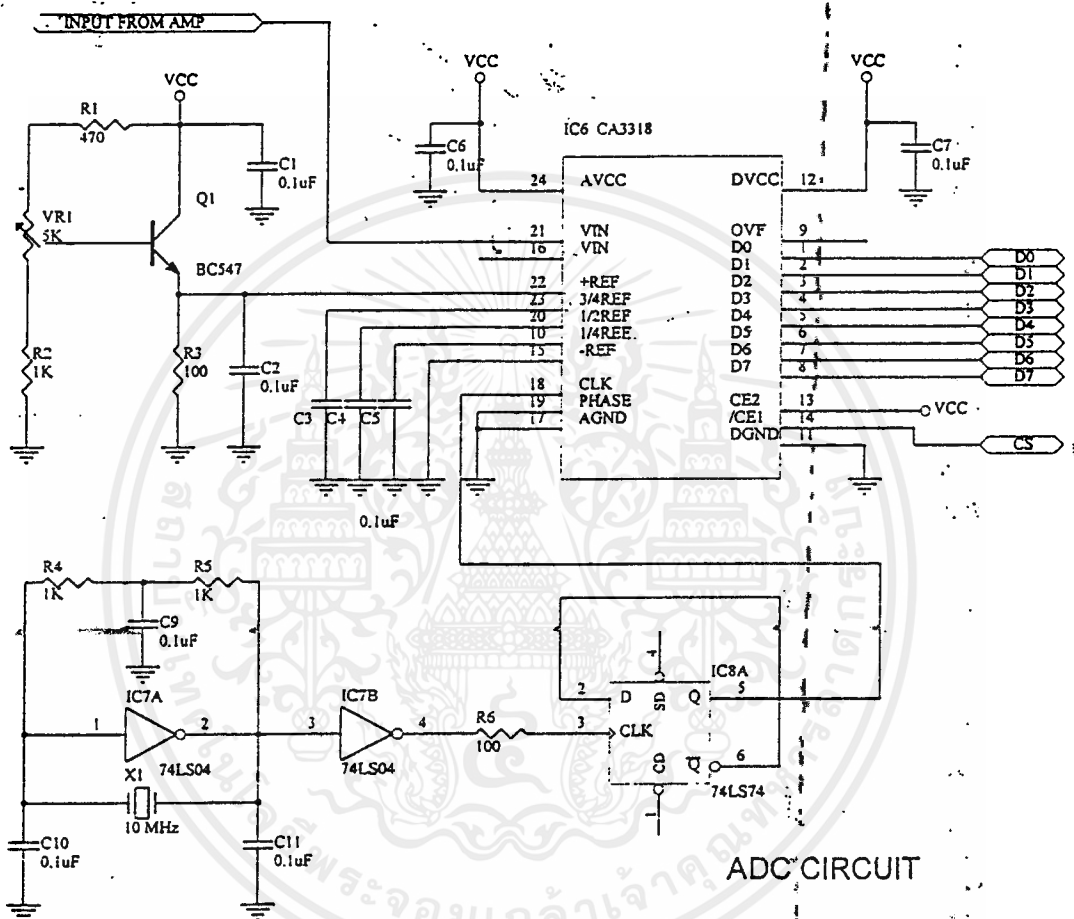 INPUT FROM AMP
VCC
R1
470
C1
0.1uF
VR1
5K
Q1
BC547
R2
1K
R3
100
C2
0.1uF
C3 C4 C5
0.1uF
VCC
C6
0.1uF
IC6 CA3318
VCC
C7
0.1uF
24 AVCC
DVCC 12
21 VIN
16 VIN
22 +REF
23 3/4REF
20 1/2REF
10 1/4REF
15 -REF
18 CLK
19 PHASE
17 AGND
OVF 9
D0 1
D1 2
D2 3
D3 4
D4 5
D5 6
D6 7
D7 8
CE2 13
/CE1 14
DGND 11
D0
D1
D2
D3
D4
D5
D6
D7
VCC
CS
R4
1K
R5
1K
C9
0.1uF
IC7A
1 2
74LS04
X1
10 MHz
C10
0.1uF
C11
0.1uF
IC7B
3 4
74LS04
R6
100
IC8A
4
2 D SD Q 5
3 CLK
CD Q 6
1
74LS74
ADC CIRCUIT